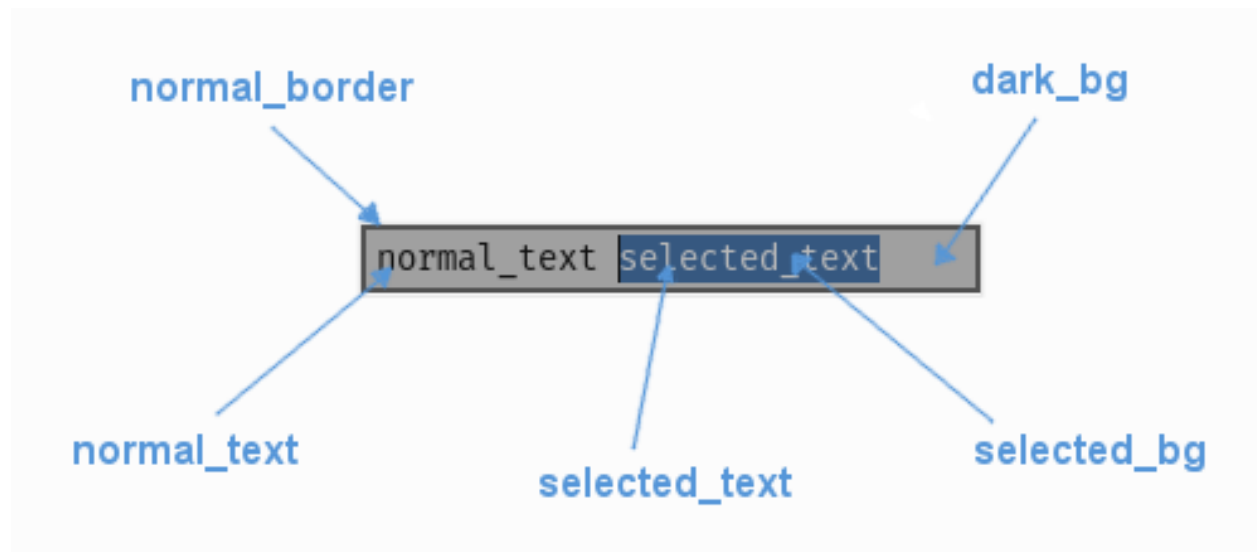 normal_border
dark_bg
normal_text selected_text
normal_text
selected_text
selected_bg